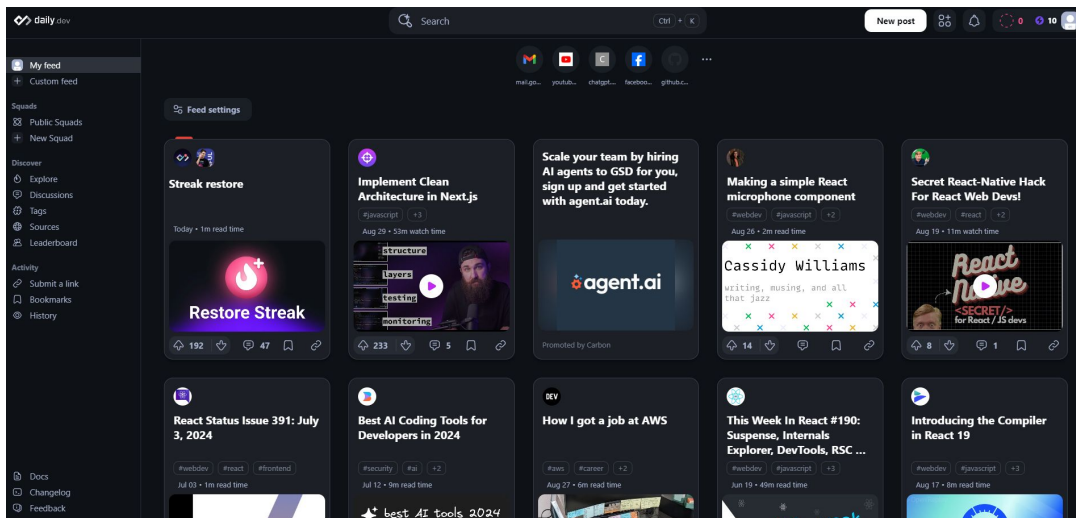 daily.dev
Search
Ctrl + K
New post
0
10
My feed
Custom feed
Squads
Public Squads
New Squad
Discover
Explore
Discussions
Tags
Sources
Leaderboard
Activity
Submit a link
Bookmarks
History
Docs
Changelog
Feedback
mail.go...
youtub...
C
chatgpt....
faceboo...
github.c...
Feed settings
Streak restore
Today • 1m read time
Restore Streak
192
47
Implement Clean
Architecture in Next.js
#javascript +3
Aug 29 • 53m watch time
structure
layers
testing
monitoring
233
5
Scale your team by hiring
AI agents to GSD for you,
sign up and get started
with agent.ai today.
agent.ai
Promoted by Carbon
Making a simple React
microphone component
#webdev #javascript +2
Aug 26 • 2m read time
Cassidy Williams
writing, musing, and all
that jazz
14
Secret React-Native Hack
For React Web Devs!
#webdev #react +2
Aug 19 • 11m watch time
React
Native
<SECRET/>
for React / JS devs
8
1
React Status Issue 391: July
3, 2024
#webdev #react #frontend
Jul 03 • 1m read time
Best AI Coding Tools for
Developers in 2024
#security #ai +2
Jul 12 • 9m read time
best AI tools 2024
DEV
How I got a job at AWS
#aws #career +2
Aug 27 • 6m read time
This Week In React #190:
Suspense, Internals
Explorer, DevTools, RSC ...
#webdev #javascript +3
Jun 19 • 49m read time
Introducing the Compiler
in React 19
#webdev #javascript +3
Aug 17 • 8m read time